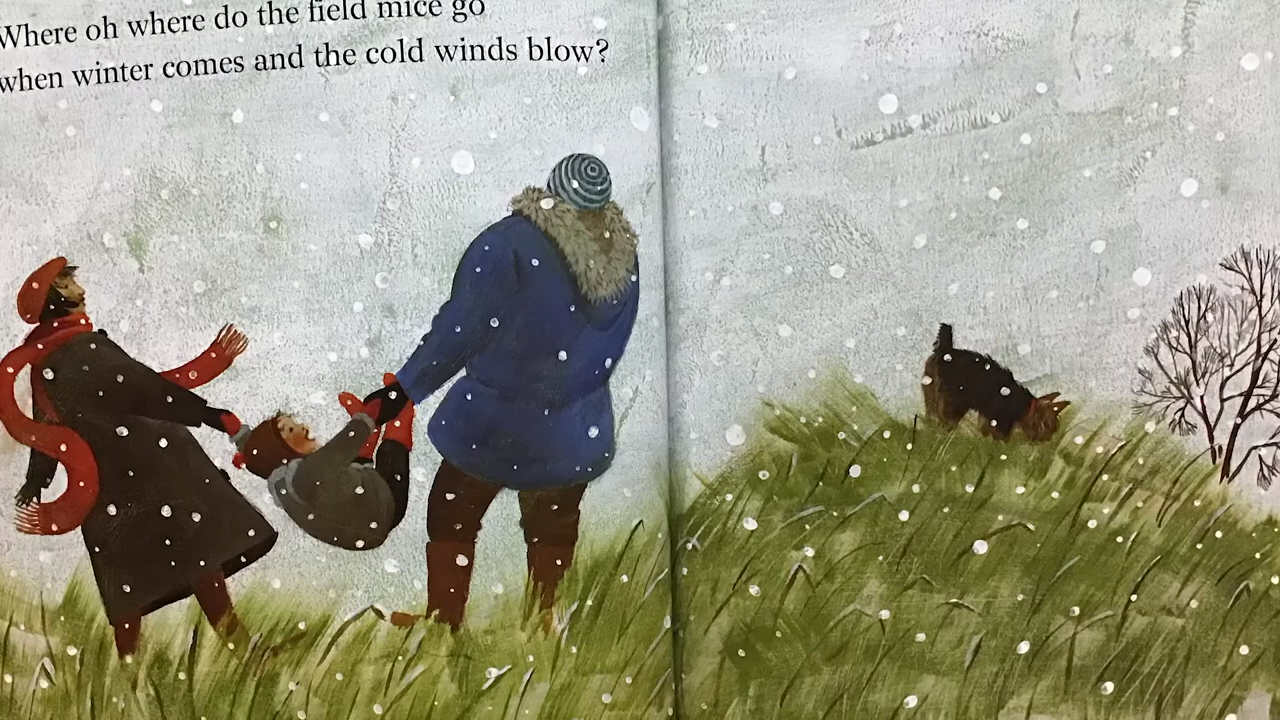 Where oh where do the field mice go
when winter comes and the cold winds blow?